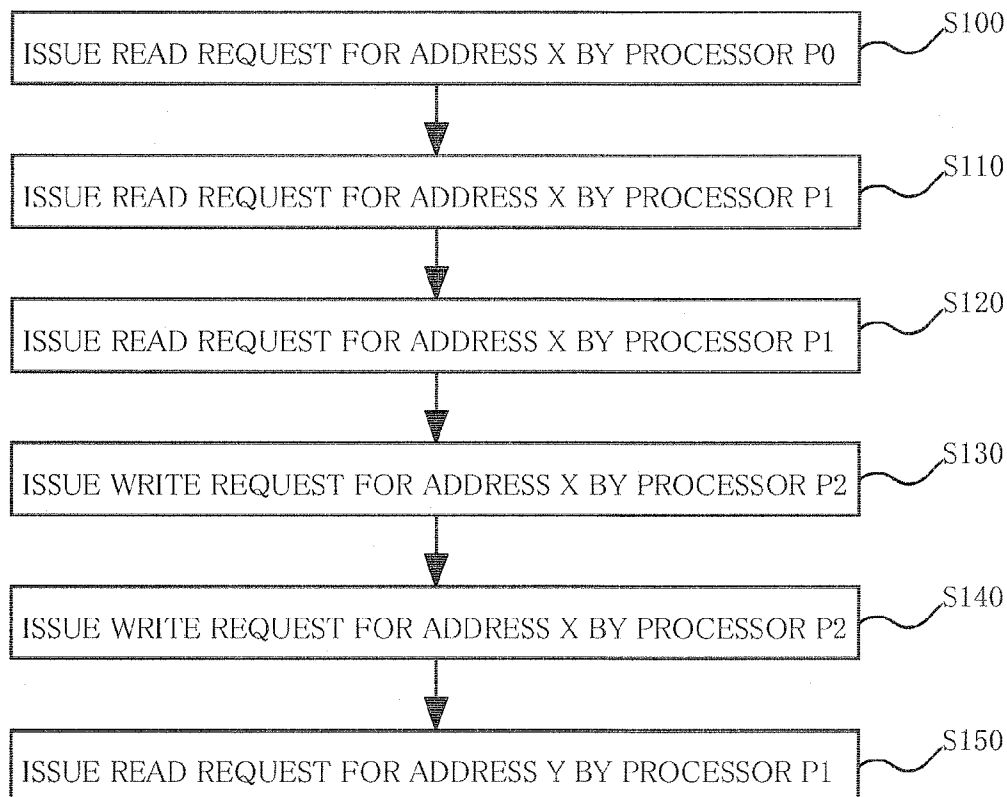 S100
ISSUE READ REQUEST FOR ADDRESS X BY PROCESSOR P0
S110
ISSUE READ REQUEST FOR ADDRESS X BY PROCESSOR P1
S120
ISSUE READ REQUEST FOR ADDRESS X BY PROCESSOR P1
S130
ISSUE WRITE REQUEST FOR ADDRESS X BY PROCESSOR P2
S140
ISSUE WRITE REQUEST FOR ADDRESS X BY PROCESSOR P2
S150
ISSUE READ REQUEST FOR ADDRESS Y BY PROCESSOR P1